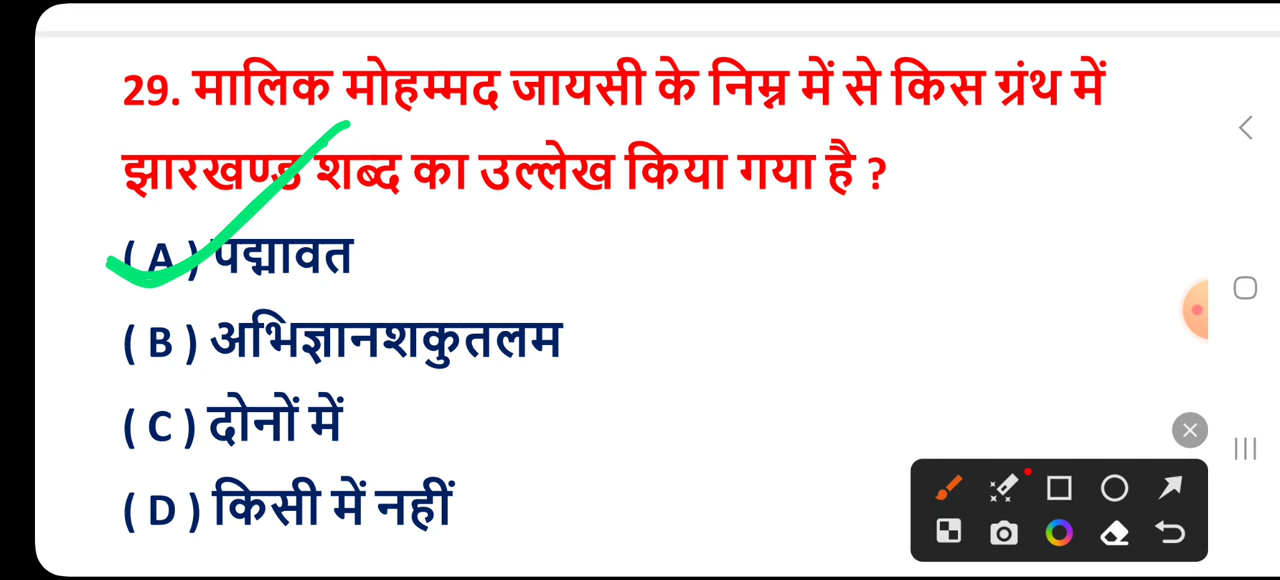 29. मालिक मोहम्मद जायसी के निम्न में से किस ग्रंथ में
झारखण्ड शब्द का उल्लेख किया गया है ?
( A ) पद्मावत
( B ) अभिज्ञानशकुतलम
( C ) दोनों में
( D ) किसी में नहीं